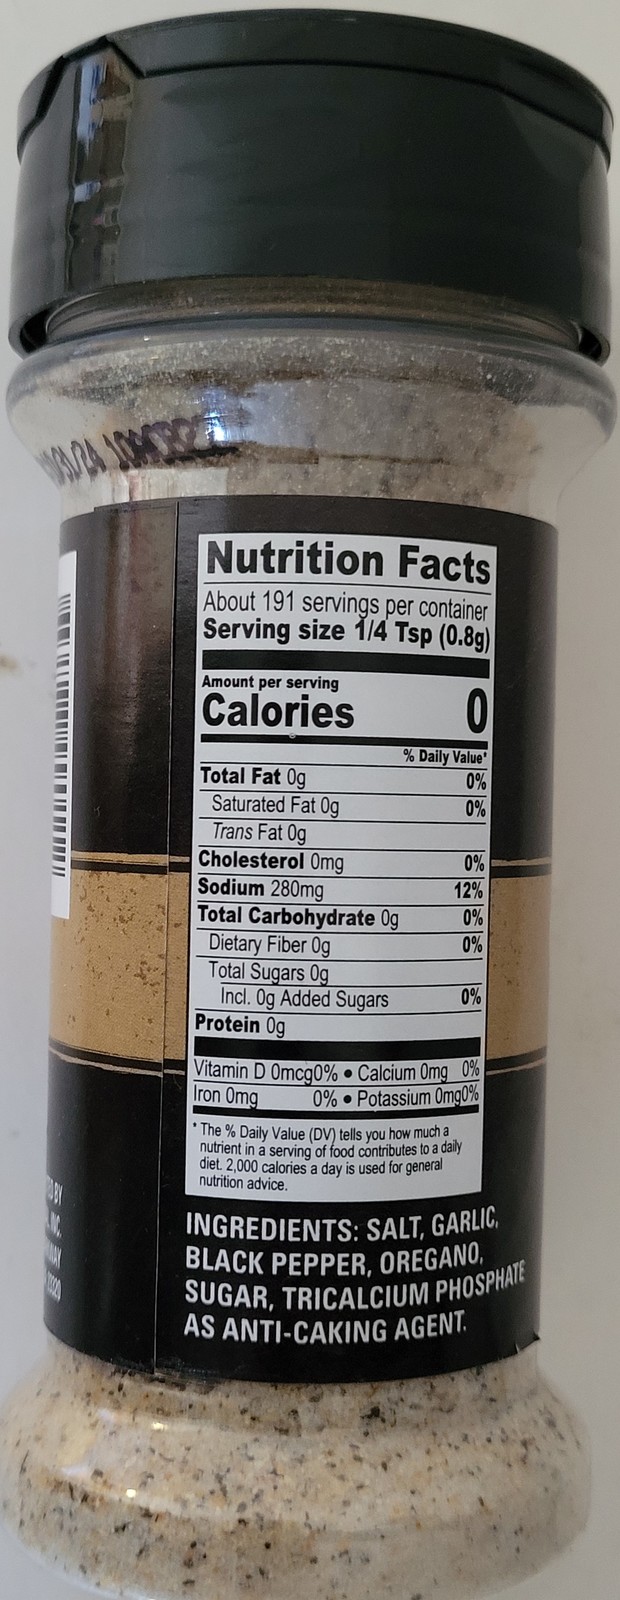 Nutrition Facts
About 191 servings per container
Serving size 1/4 Tsp (0.8g)
Amount per serving
Calories 0
% Daily Value*
Total Fat 0g 0%
Saturated Fat 0g 0%
Trans Fat 0g
Cholesterol 0mg 0%
Sodium 280mg 12%
Total Carbohydrate 0g 0%
Dietary Fiber 0g 0%
Total Sugars 0g
Incl. 0g Added Sugars 0%
Protein 0g
Vitamin D 0mcg0% • Calcium 0mg 0%
Iron 0mg 0% • Potassium 0mg0%
* The % Daily Value (DV) tells you how much a
nutrient in a serving of food contributes to a daily
diet. 2,000 calories a day is used for general
nutrition advice.
INGREDIENTS: SALT, GARLIC,
BLACK PEPPER, OREGANO,
SUGAR, TRICALCIUM PHOSPHATE
AS ANTI-CAKING AGENT.
BY
INC.